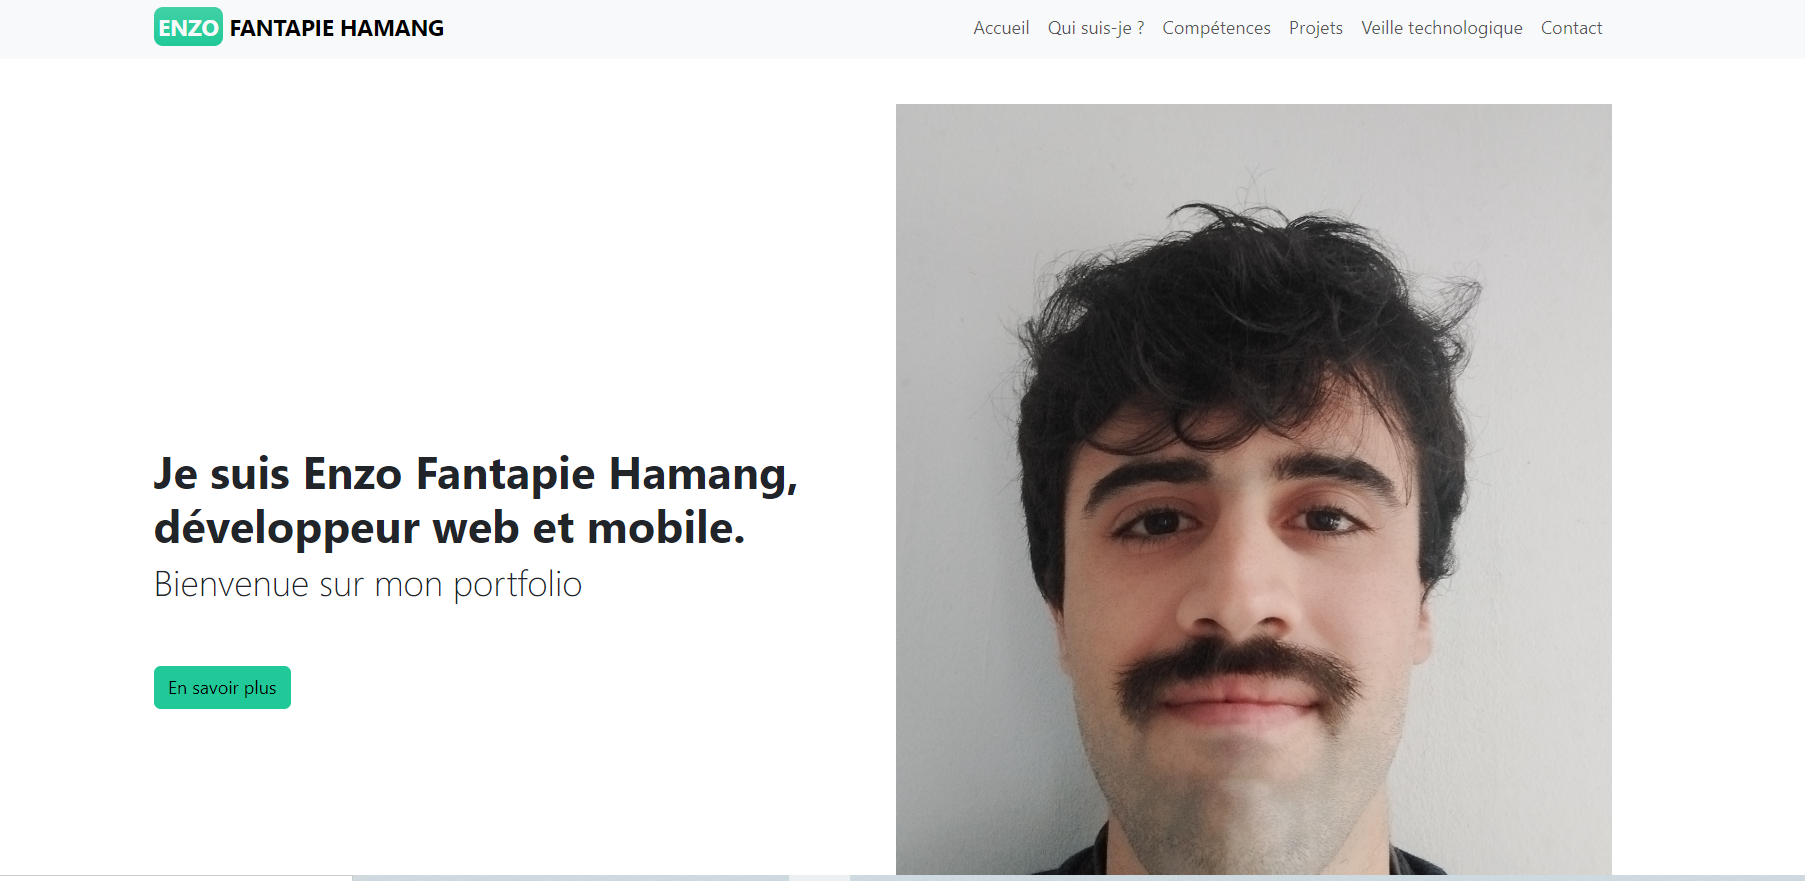 ENZO FANTAPIE HAMANG
Accueil Qui suis-je ? Compétences Projets Veille technologique Contact
Je suis Enzo Fantapie Hamang,
développeur web et mobile.
Bienvenue sur mon portfolio
En savoir plus